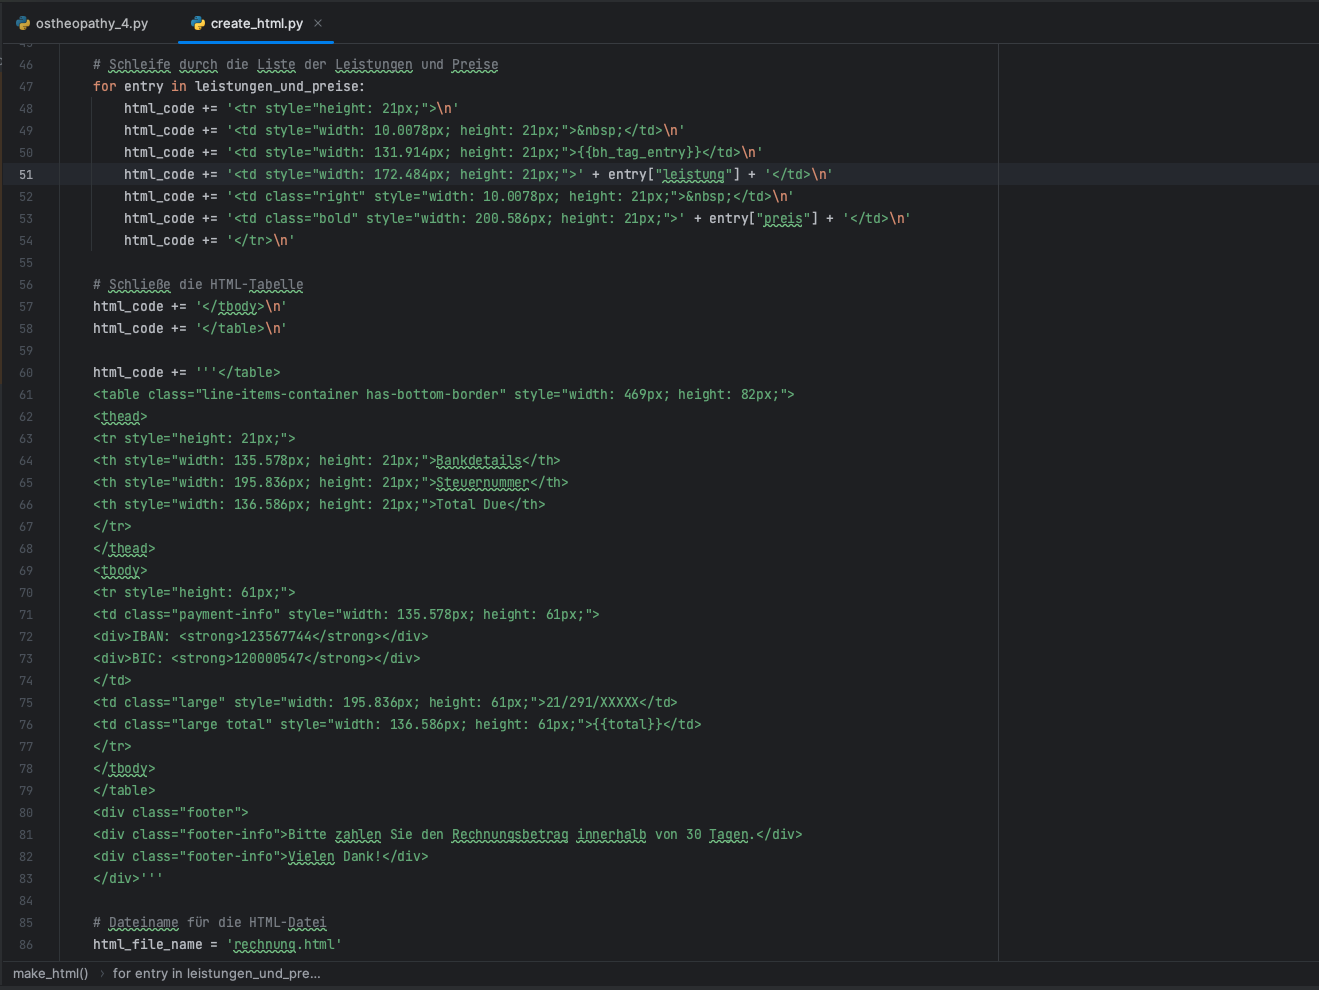 ostheopathy_4.py create_html.py ×
46 # Schleife durch die Liste der Leistungen und Preise
47 for entry in leistungen_und_preise:
48 html_code += '<tr style="height: 21px;">\n'
49 html_code += '<td style="width: 10.0078px; height: 21px;">&nbsp;</td>\n'
50 html_code += '<td style="width: 131.914px; height: 21px;">{{bh_tag_entry}}</td>\n'
51 html_code += '<td style="width: 172.484px; height: 21px;">' + entry["leistung"] + '</td>\n'
52 html_code += '<td class="right" style="width: 10.0078px; height: 21px;">&nbsp;</td>\n'
53 html_code += '<td class="bold" style="width: 200.586px; height: 21px;">' + entry["preis"] + '</td>\n'
54 html_code += '</tr>\n'
55
56 # Schließe die HTML-Tabelle
57 html_code += '</tbody>\n'
58 html_code += '</table>\n'
59
60 html_code += '''</table>
61 <table class="line-items-container has-bottom-border" style="width: 469px; height: 82px;">
62 <thead>
63 <tr style="height: 21px;">
64 <th style="width: 135.578px; height: 21px;">Bankdetails</th>
65 <th style="width: 195.836px; height: 21px;">Steuernummer</th>
66 <th style="width: 136.586px; height: 21px;">Total Due</th>
67 </tr>
68 </thead>
69 <tbody>
70 <tr style="height: 61px;">
71 <td class="payment-info" style="width: 135.578px; height: 61px;">
72 <div>IBAN: <strong>123567744</strong></div>
73 <div>BIC: <strong>120000547</strong></div>
74 </td>
75 <td class="large" style="width: 195.836px; height: 61px;">21/291/XXXXX</td>
76 <td class="large total" style="width: 136.586px; height: 61px;">{{total}}</td>
77 </tr>
78 </tbody>
79 </table>
80 <div class="footer">
81 <div class="footer-info">Bitte zahlen Sie den Rechnungsbetrag innerhalb von 30 Tagen.</div>
82 <div class="footer-info">Vielen Dank!</div>
83 </div>'''
84
85 # Dateiname für die HTML-Datei
86 html_file_name = 'rechnung.html'
make_html() › for entry in leistungen_und_pre...